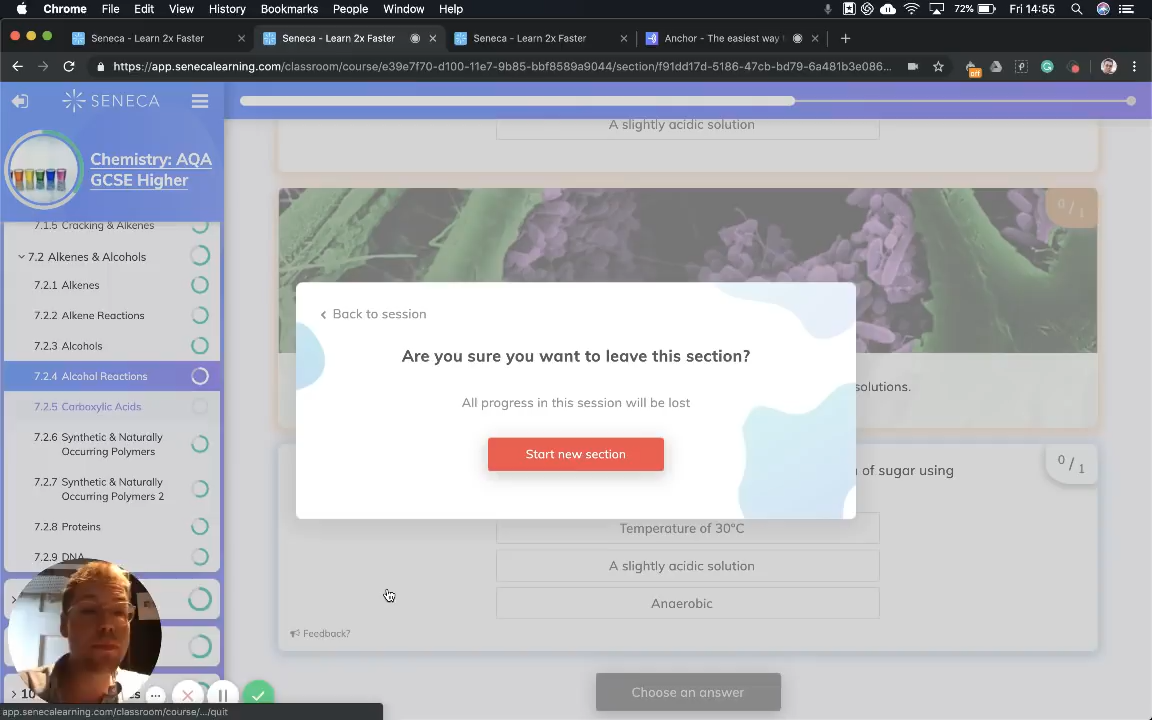 Chrome File Edit View History Bookmarks People Window Help
72% Fri 14:55
Seneca - Learn 2x Faster
Seneca - Learn 2x Faster
Seneca - Learn 2x Faster
Anchor - The easiest way
https://app.senecalearning.com/classroom/course/e39e7f70-d100-11e7-9b85-bbf8589a9044/section/f91dd17d-5186-47cb-bd79-6a481b3e086...
off
SENECA
Chemistry: AQA
GCSE Higher
7.1.5 Cracking & Alkenes
7.2 Alkenes & Alcohols
7.2.1 Alkenes
7.2.2 Alkene Reactions
7.2.3 Alcohols
7.2.4 Alcohol Reactions
7.2.5 Carboxylic Acids
7.2.6 Synthetic & Naturally
Occurring Polymers
7.2.7 Synthetic & Naturally
Occurring Polymers 2
7.2.8 Proteins
7.2.9 DNA
10
es
app.senecalearning.com/classroom/course/.../quit
A slightly acidic solution
0 / 1
solutions.
Back to session
Are you sure you want to leave this section?
All progress in this session will be lost
Start new section
of sugar using
0 / 1
Temperature of 30°C
A slightly acidic solution
Anaerobic
Feedback?
Choose an answer